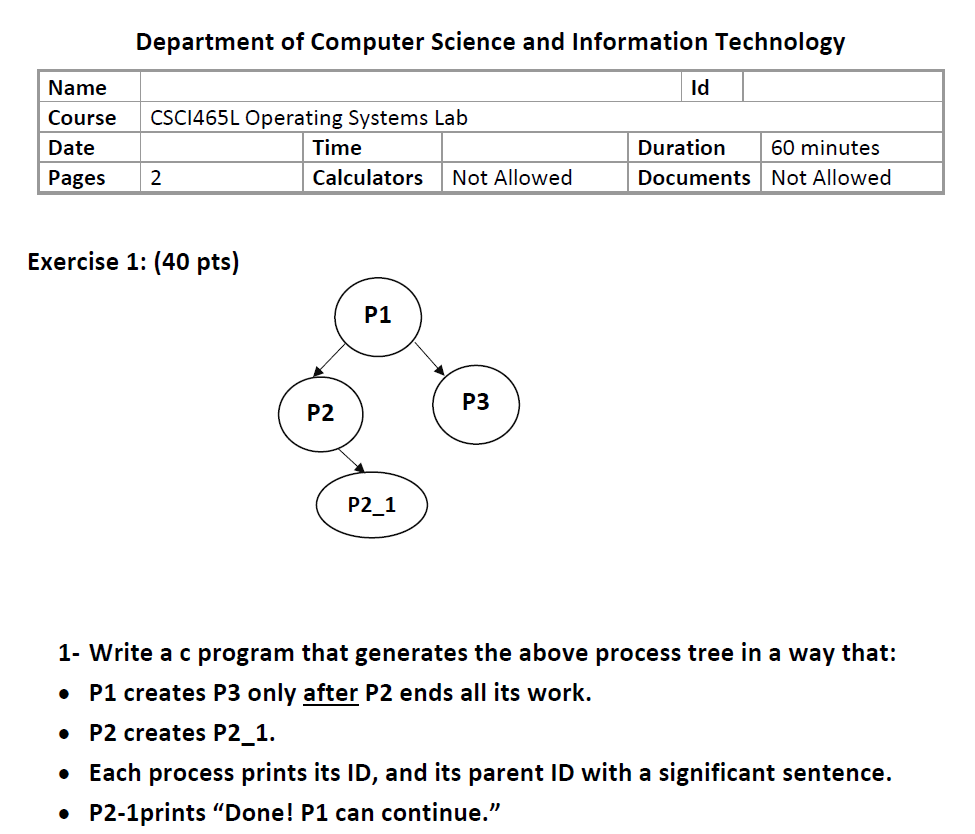 Department of Computer Science and Information Technology
Name Id
Course CSCI465L Operating Systems Lab
Date Time Duration 60 minutes
Pages 2 Calculators Not Allowed Documents Not Allowed
Exercise 1: (40 pts)
P1
P2 P3
P2_1
1- Write a c program that generates the above process tree in a way that:
• P1 creates P3 only after P2 ends all its work.
• P2 creates P2_1.
• Each process prints its ID, and its parent ID with a significant sentence.
• P2-1prints “Done! P1 can continue.”